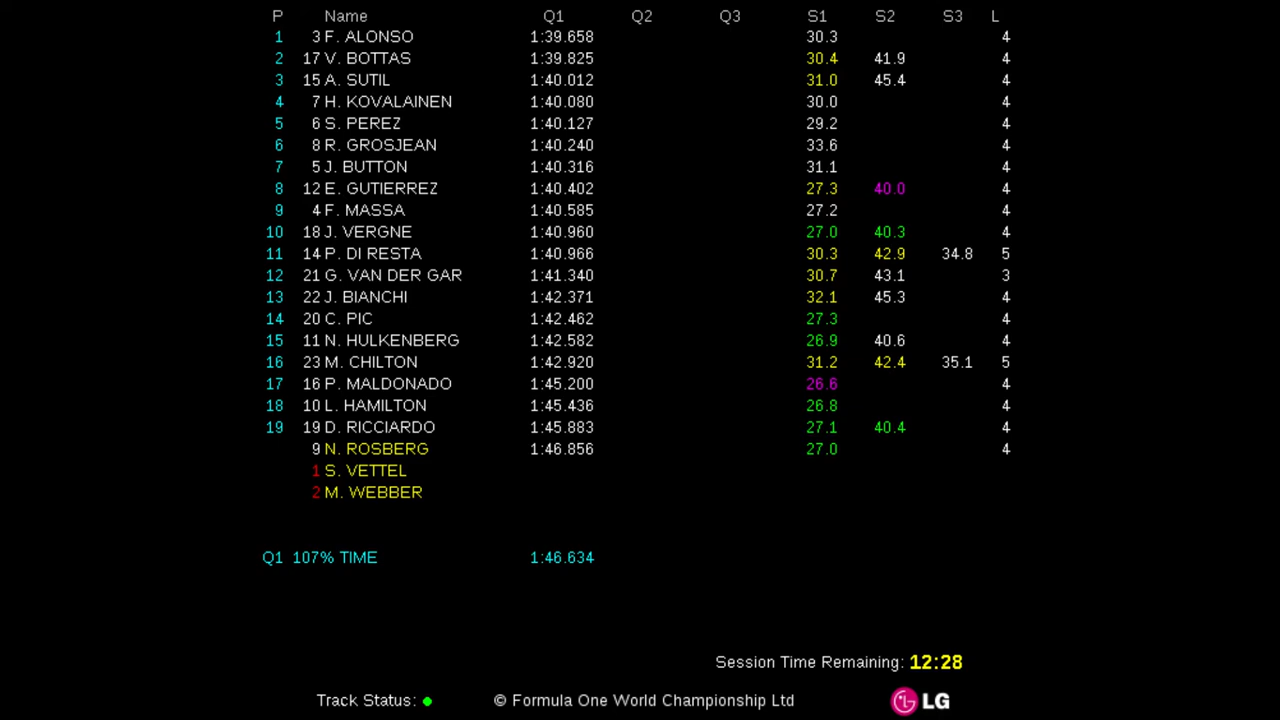 P Name Q1 Q2 Q3 S1 S2 S3 L
1 3 F. ALONSO 1:39.658 30.3 4
2 17 V. BOTTAS 1:39.825 30.4 41.9 4
3 15 A. SUTIL 1:40.012 31.0 45.4 4
4 7 H. KOVALAINEN 1:40.080 30.0 4
5 6 S. PEREZ 1:40.127 29.2 4
6 8 R. GROSJEAN 1:40.240 33.6 4
7 5 J. BUTTON 1:40.316 31.1 4
8 12 E. GUTIERREZ 1:40.402 27.3 40.0 4
9 4 F. MASSA 1:40.585 27.2 4
10 18 J. VERGNE 1:40.960 27.0 40.3 4
11 14 P. DI RESTA 1:40.966 30.3 42.9 34.8 5
12 21 G. VAN DER GAR 1:41.340 30.7 43.1 3
13 22 J. BIANCHI 1:42.371 32.1 45.3 4
14 20 C. PIC 1:42.462 27.3 4
15 11 N. HULKENBERG 1:42.582 26.9 40.6 4
16 23 M. CHILTON 1:42.920 31.2 42.4 35.1 5
17 16 P. MALDONADO 1:45.200 26.6 4
18 10 L. HAMILTON 1:45.436 26.8 4
19 19 D. RICCIARDO 1:45.883 27.1 40.4 4
9 N. ROSBERG 1:46.856 27.0 4
1 S. VETTEL
2 M. WEBBER
Q1 107% TIME 1:46.634
Session Time Remaining: 12:28
Track Status: © Formula One World Championship Ltd LG